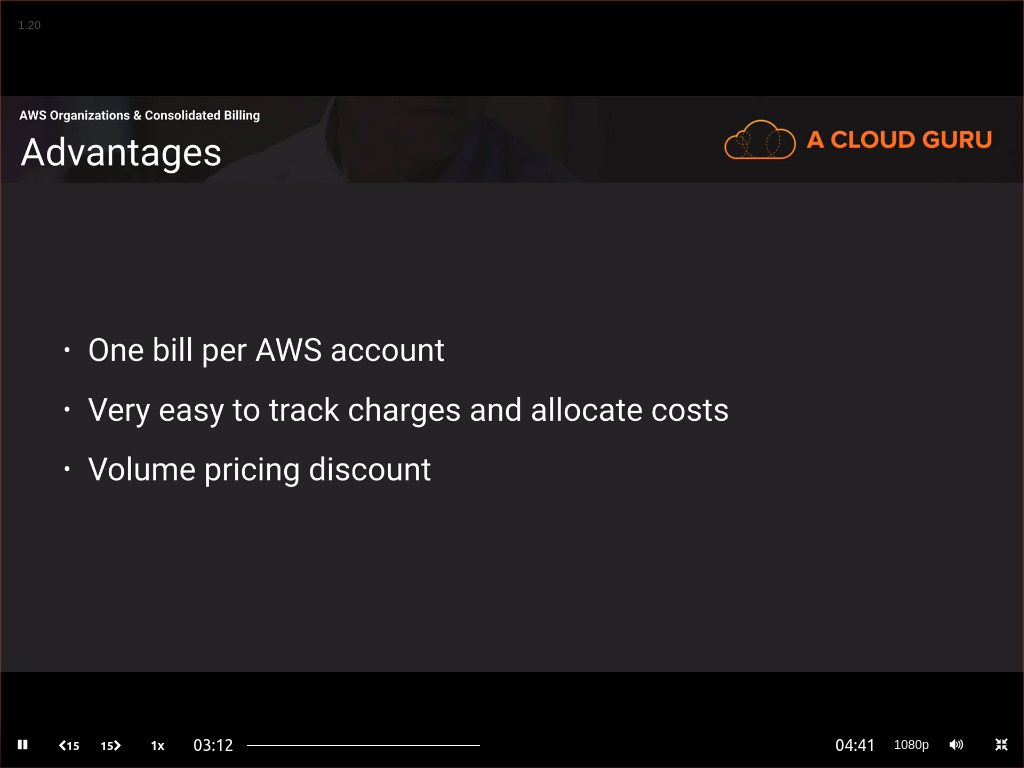 1.20
AWS Organizations & Consolidated Billing
Advantages
A CLOUD GURU
• One bill per AWS account
• Very easy to track charges and allocate costs
• Volume pricing discount
15 15 1x 03:12 04:41 1080p